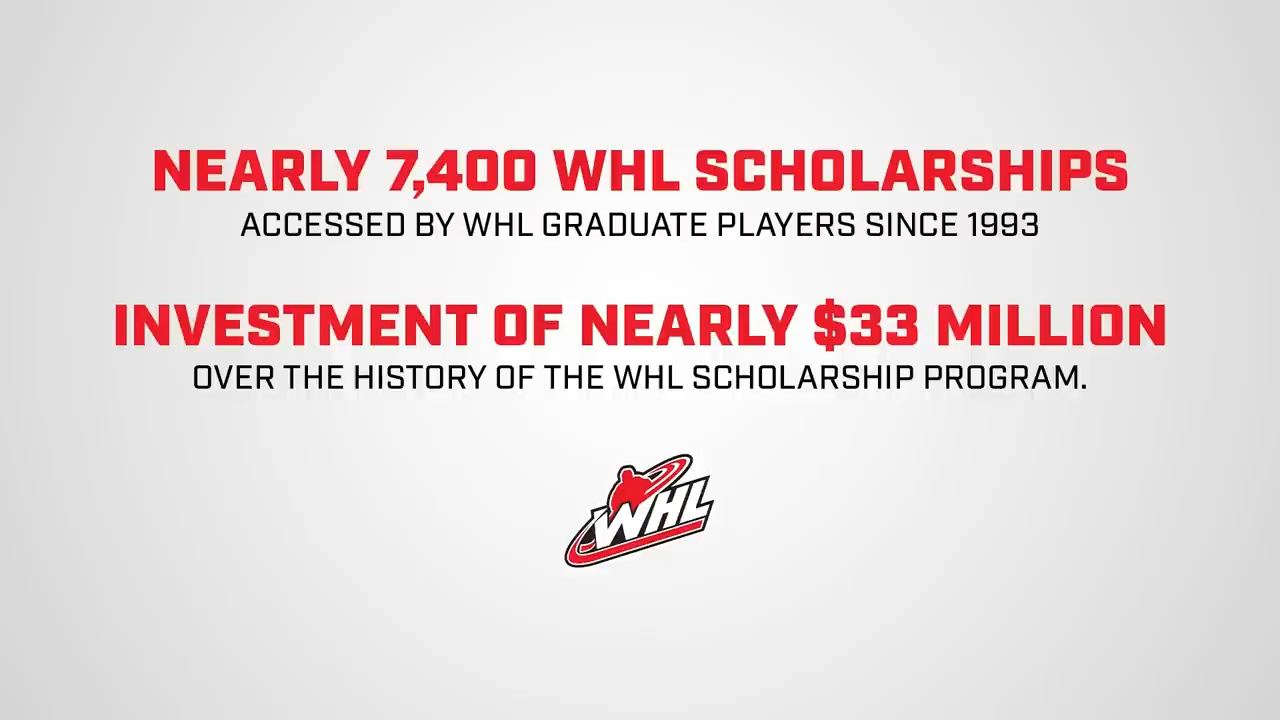 NEARLY 7,400 WHL SCHOLARSHIPS
ACCESSED BY WHL GRADUATE PLAYERS SINCE 1993
INVESTMENT OF NEARLY $33 MILLION
OVER THE HISTORY OF THE WHL SCHOLARSHIP PROGRAM.
WHL